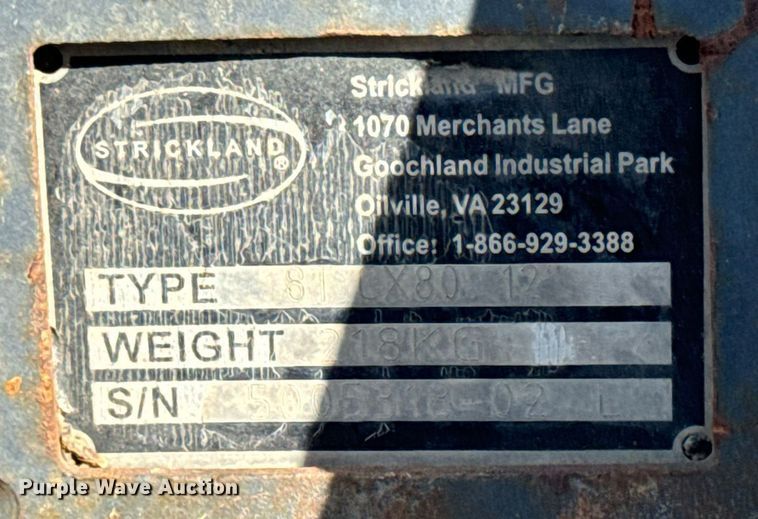 STRICKLAND®
Strickland MFG
1070 Merchants Lane
Goochland Industrial Park
Oilville, VA 23129
Office: 1-866-929-3388
TYPE
WEIGHT 218KG
S/N
Purple Wave Auction